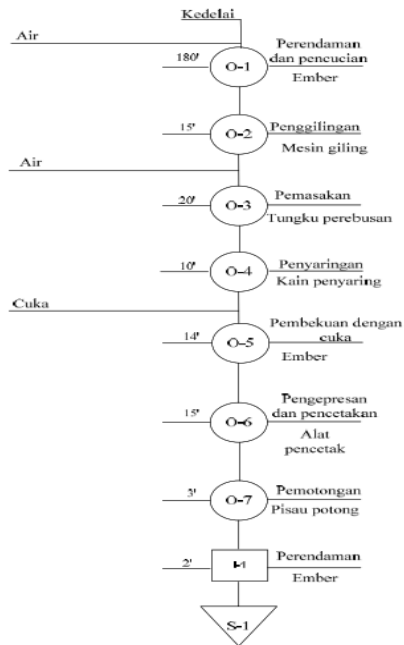 Kedelai
Air
180'
O-1
Perendaman
dan pencucian
Ember
15'
O-2
Penggilingan
Mesin giling
Air
20'
O-3
Pemasakan
Tungku perebusan
10'
O-4
Penyaringan
Kain penyaring
Cuka
14'
O-5
Pembekuan dengan
cuka
Ember
15'
O-6
Pengepresan
dan pencetakan
Alat
pencetak
3'
O-7
Pemotongan
Pisau potong
2'
Perendaman
Ember
S-1